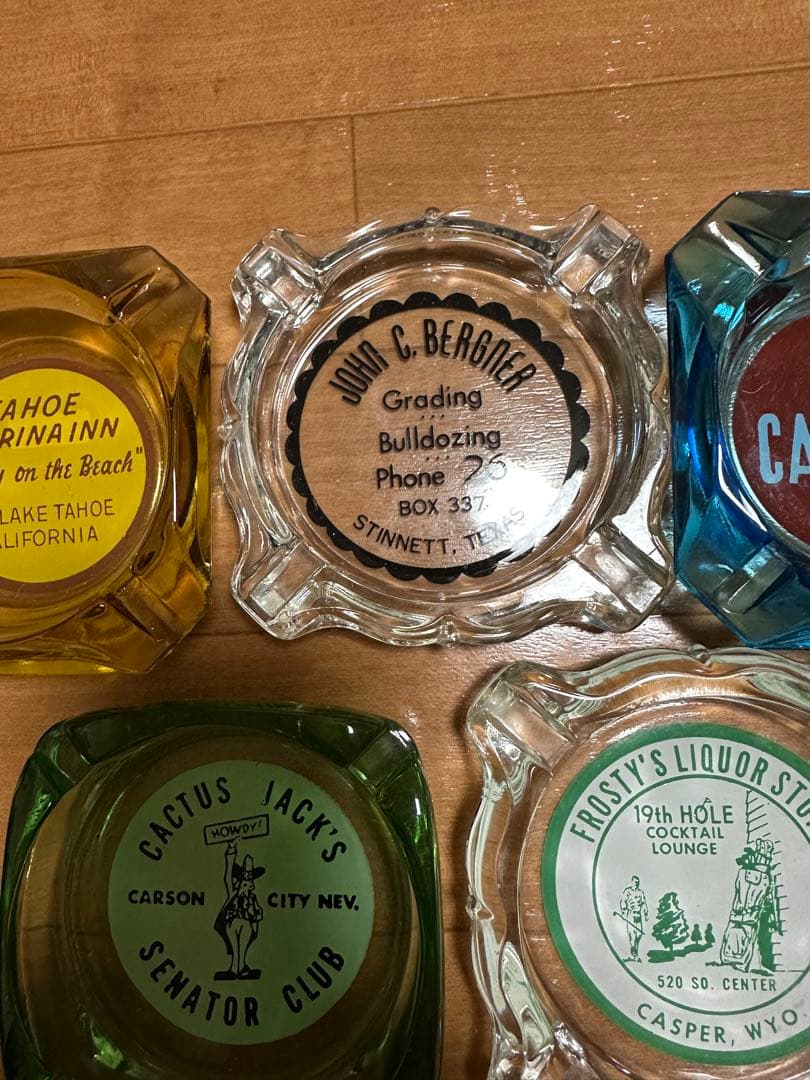 AHOE
RINA INN
on the Beach"
LAKE TAHOE
ALIFORNIA
JOHN C. BERGNER
Grading
Bulldozing
Phone 26
BOX 337
STINNETT, TEXAS
CA
CACTUS JACK'S
HOWDY!
CARSON CITY NEV.
SENATOR CLUB
FROSTY'S LIQUOR ST
19th HOLE
COCKTAIL
LOUNGE
520 SO. CENTER
CASPER, WYO.